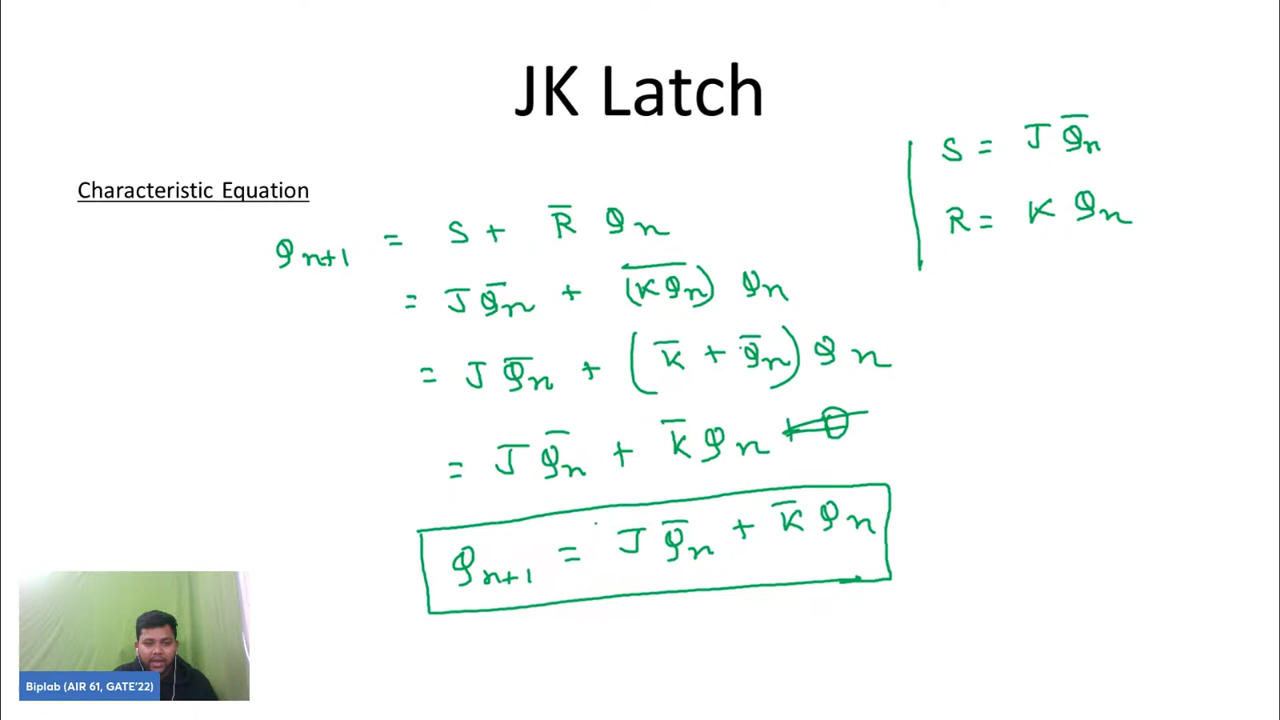 JK Latch
Characteristic Equation
S = J Q̅n
R = K Qn
Qn+1 = S + R̅ Qn
= J Q̅n + \overline{(K Qn)} Qn
= J Q̅n + (K̅ + Q̅n) Qn
= J Q̅n + K̅ Qn + 0
Qn+1 = J Q̅n + K̅ Qn
Biplab (AIR 61, GATE'22)